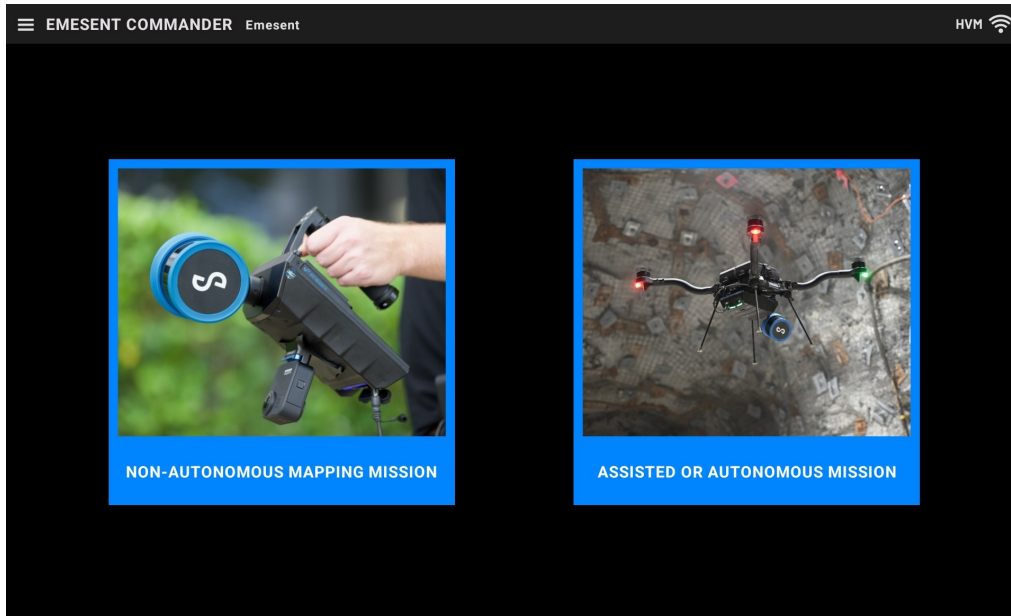 EMESENT COMMANDER Emesent
HVM
NON-AUTONOMOUS MAPPING MISSION
ASSISTED OR AUTONOMOUS MISSION